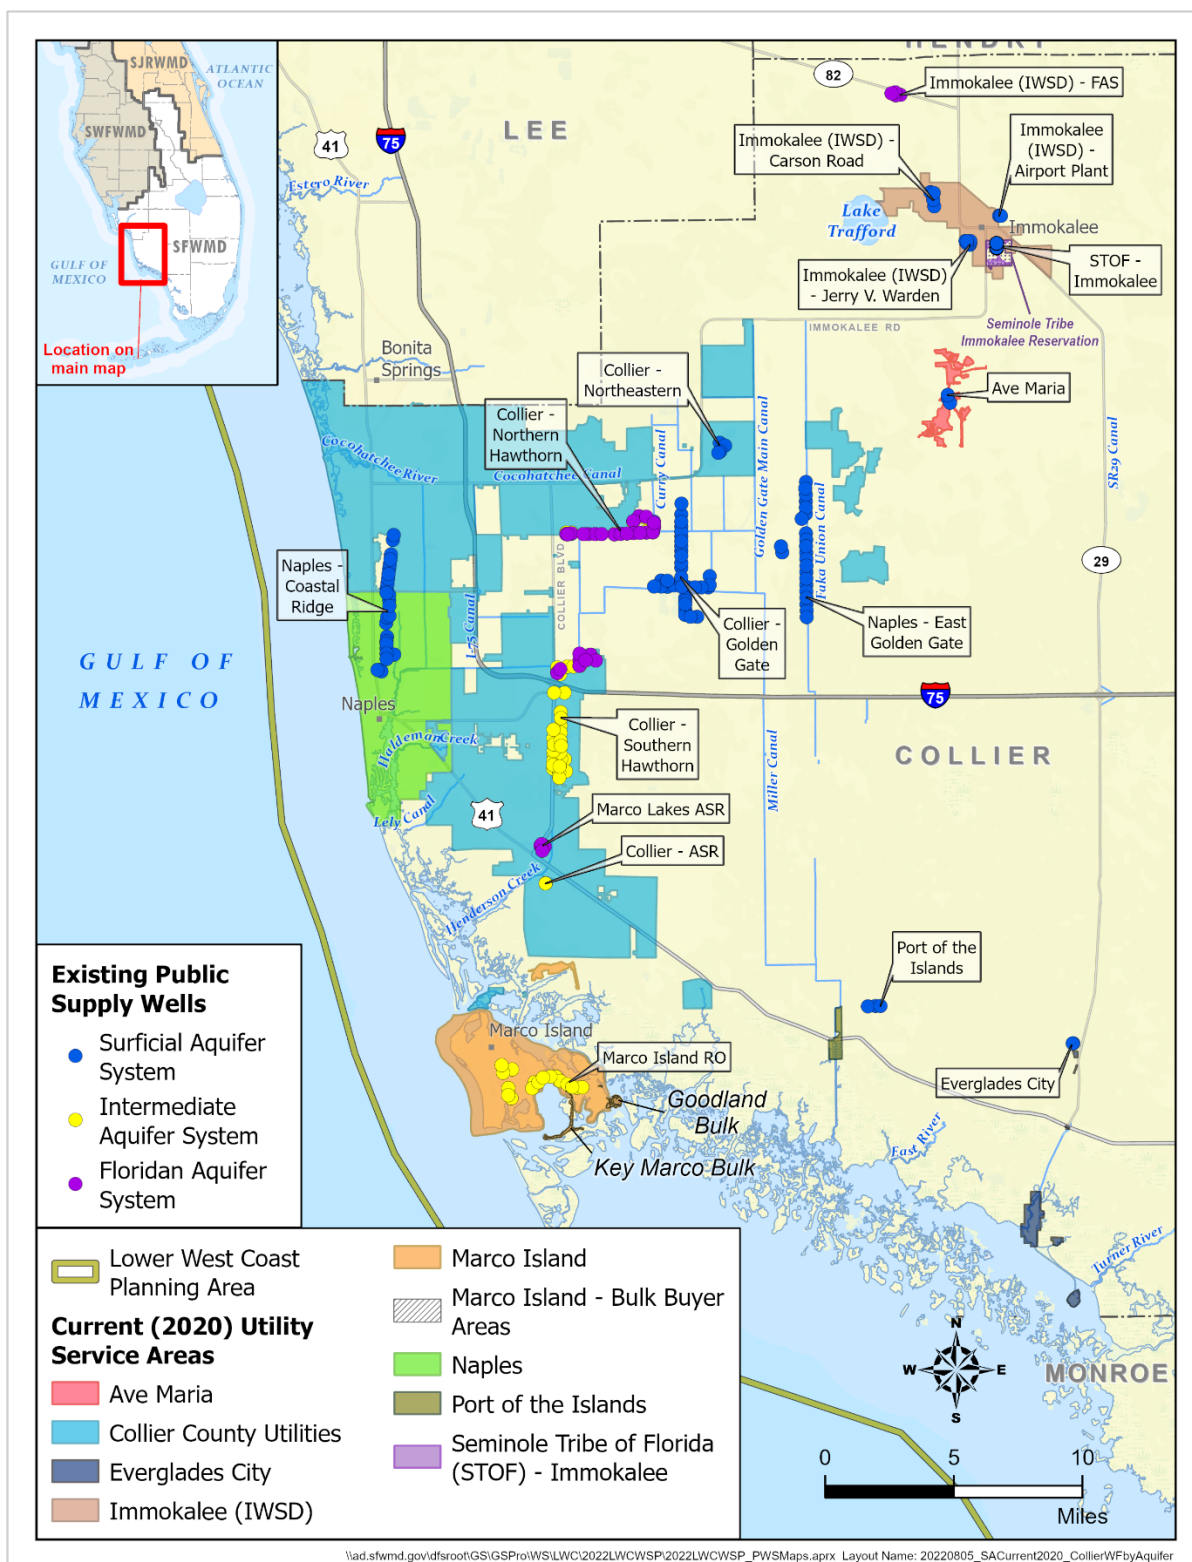 HENDRY
SJRWMD
ATLANTIC
OCEAN
SWFWMD
SFWMD
GULF OF
MEXICO
Location on
main map
41
75
LEE
82
Immokalee (IWSD) - FAS
Immokalee (IWSD) -
Carson Road
Immokalee
(IWSD) -
Airport Plant
Estero River
Lake
Trafford
Immokalee
Immokalee (IWSD)
- Jerry V. Warden
STOF -
Immokalee
IMMOKALEE RD
Seminole Tribe
Immokalee Reservation
Bonita
Springs
Collier -
Northeastern
Ave Maria
Collier -
Northern
Hawthorn
Cocohatchee River
Cocohatchee Canal
Curry Canal
Golden Gate Main Canal
Faka Union Canal
SR29 Canal
29
Naples -
Coastal
Ridge
COLLIER BLVD
I-75 Canal
Collier -
Golden
Gate
Naples - East
Golden Gate
GULF OF
MEXICO
75
Naples
Haldeman Creek
Collier -
Southern
Hawthorn
COLLIER
Miller Canal
Lely Canal
41
Marco Lakes ASR
Collier - ASR
Henderson Creek
Port of the
Islands
Marco Island
Marco Island RO
Everglades City
Goodland
Bulk
Key Marco Bulk
East River
Turner River
MONROE
Existing Public
Supply Wells
Surficial Aquifer
System
Intermediate
Aquifer System
Floridan Aquifer
System
Lower West Coast
Planning Area
Current (2020) Utility
Service Areas
Ave Maria
Collier County Utilities
Everglades City
Immokalee (IWSD)
Marco Island
Marco Island - Bulk Buyer
Areas
Naples
Port of the Islands
Seminole Tribe of Florida
(STOF) - Immokalee
N
W E
S
0 5 10
Miles
\\ad.sfwmd.gov\dfsroot\GS\GSPro\WS\LWC\2022LWCWSP\2022LWCWSP_PWSMaps.aprx Layout Name: 20220805_SACurrent2020_CollierWFbyAquifer